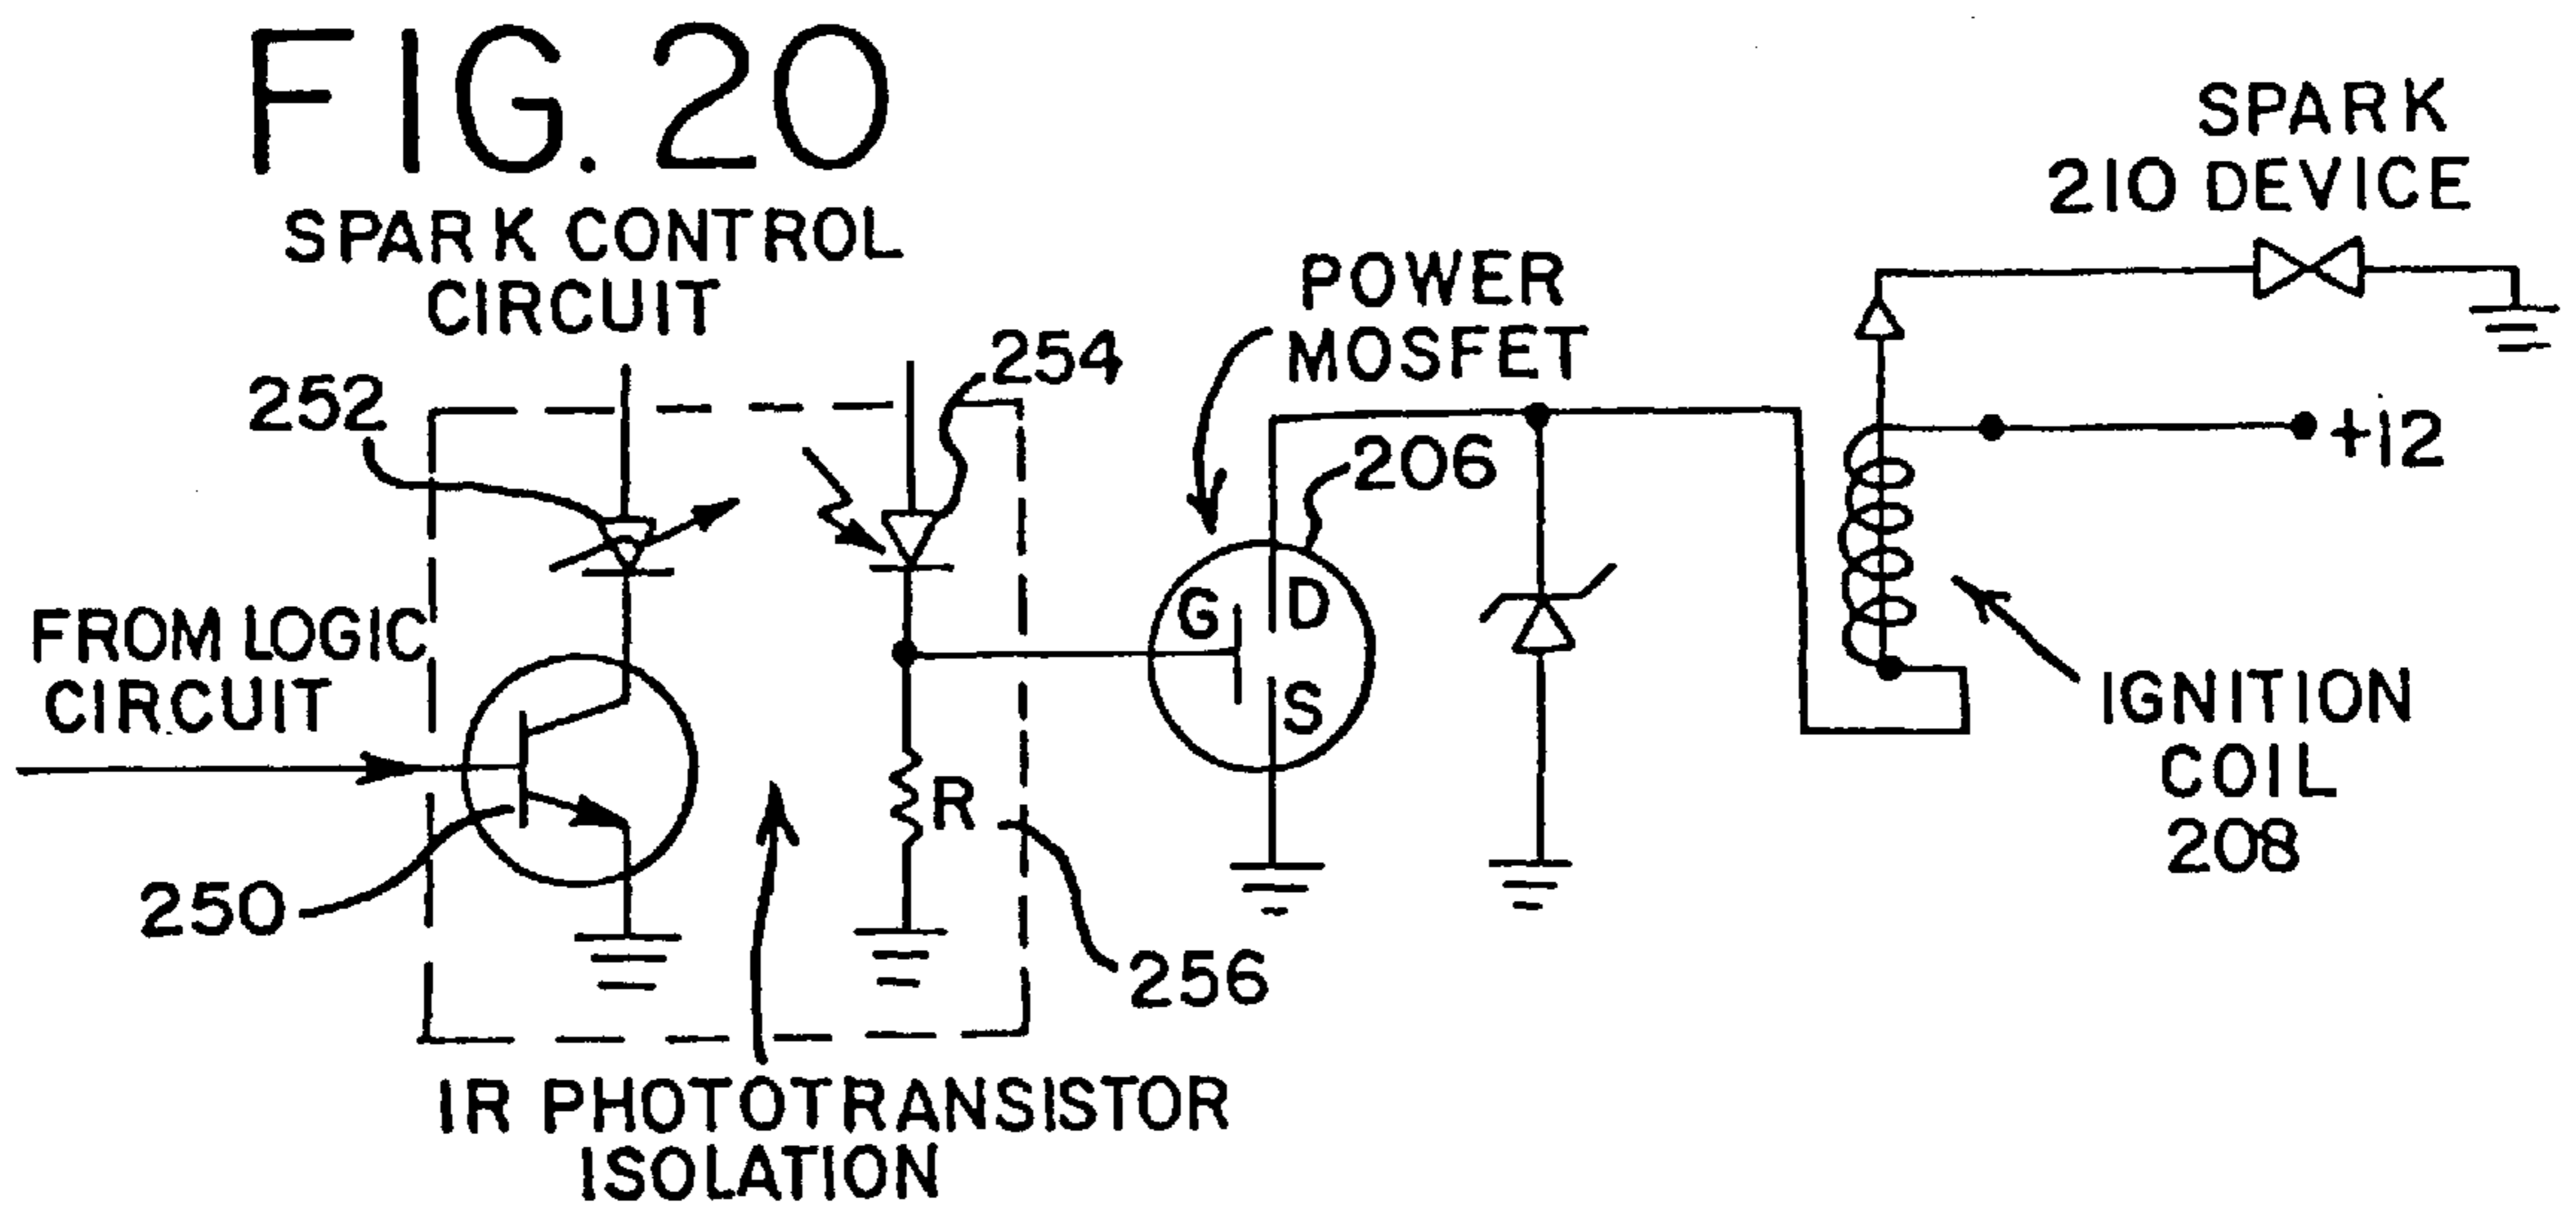 FIG. 20
SPARK CONTROL
CIRCUIT
SPARK
210 DEVICE
POWER
MOSFET
254
252
206
+12
G
D
S
FROM LOGIC
CIRCUIT
IGNITION
COIL
208
R
250
256
IR PHOTOTRANSISTOR
ISOLATION